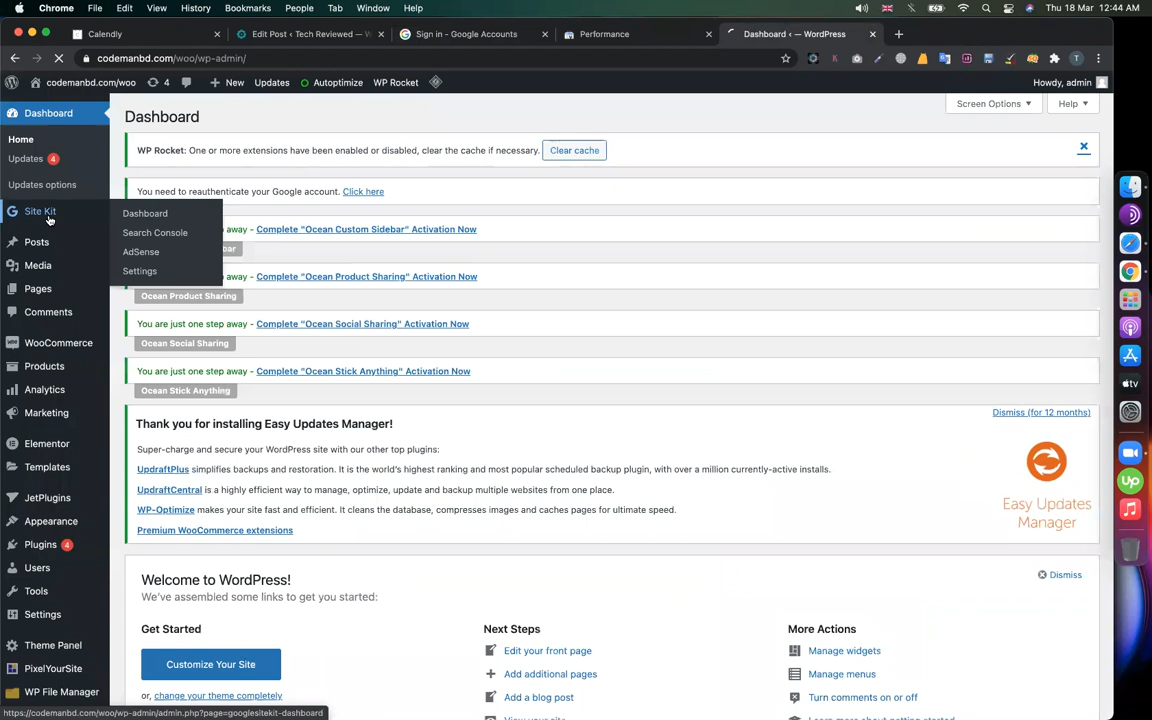 Chrome File Edit View History Bookmarks People Tab Window Help Thu 18 Mar 12:44 AM
Calendly Edit Post ‹ Tech Reviewed — W Sign in - Google Accounts Performance Dashboard ‹ — WordPress
codemanbd.com/woo/wp-admin/
codemanbd.com/woo 4 New Updates Autoptimize WP Rocket Howdy, admin
Dashboard
Home
Updates 4
Updates options
Site Kit
Posts
Media
Pages
Comments
WooCommerce
Products
Analytics
Marketing
Elementor
Templates
JetPlugins
Appearance
Plugins 4
Users
Tools
Settings
Theme Panel
PixelYourSite
WP File Manager
Dashboard
Search Console
AdSense
Settings
Screen Options ▼ Help ▼
Dashboard
WP Rocket: One or more extensions have been enabled or disabled, clear the cache if necessary. Clear cache
You need to reauthenticate your Google account. Click here
away - Complete "Ocean Custom Sidebar" Activation Now
bar
You are just one step away - Complete "Ocean Product Sharing" Activation Now
Ocean Product Sharing
You are just one step away - Complete "Ocean Social Sharing" Activation Now
Ocean Social Sharing
You are just one step away - Complete "Ocean Stick Anything" Activation Now
Ocean Stick Anything
Dismiss (for 12 months)
Thank you for installing Easy Updates Manager!
Super-charge and secure your WordPress site with our other top plugins:
UpdraftPlus simplifies backups and restoration. It is the world's highest ranking and most popular scheduled backup plugin, with over a million currently-active installs.
UpdraftCentral is a highly efficient way to manage, optimize, update and backup multiple websites from one place.
WP-Optimize makes your site fast and efficient. It cleans the database, compresses images and caches pages for ultimate speed.
Premium WooCommerce extensions
Easy Updates
Manager
Welcome to WordPress!
Dismiss
We've assembled some links to get you started:
Get Started
Customize Your Site
or, change your theme completely
Next Steps
Edit your front page
Add additional pages
Add a blog post
More Actions
Manage widgets
Manage menus
Turn comments on or off
https://codemanbd.com/woo/wp-admin/admin.php?page=googlesitekit-dashboard